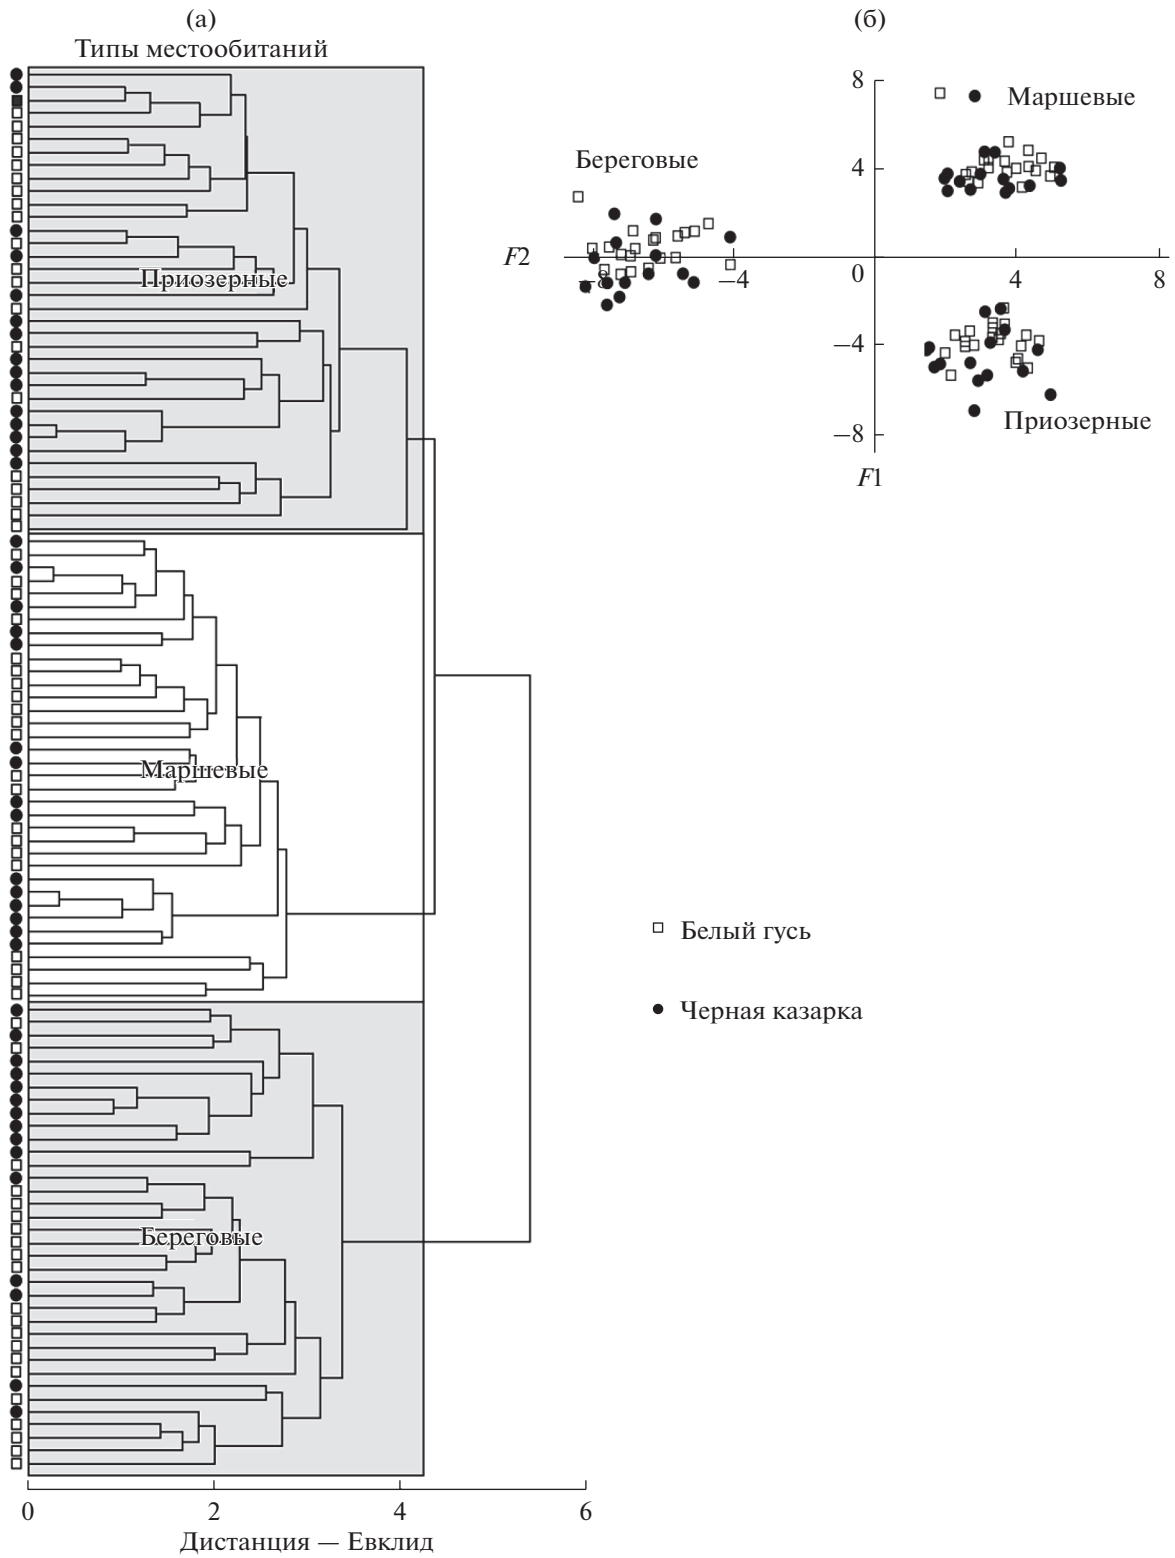 (а)
Типы местообитаний
Приозерные
Маршевые
Береговые
0 2 4 6
Дистанция — Евклид
(б)
8
Маршевые
Береговые
4
F2
−8 −4 0 4 8
−4
Приозерные
−8
F1
Белый гусь
Черная казарка